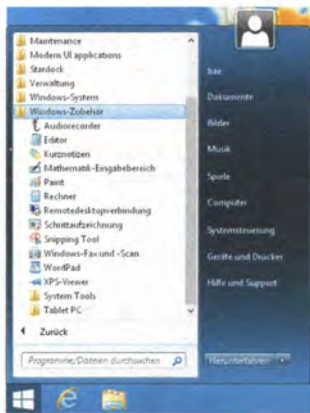 Maintenance
Modern UI applications
Stardock
Verwaltung
Windows-System
Windows-Zubehör
Audiorecorder
Editor
Kurznotizen
Mathematik-Eingabebereich
Paint
Rechner
Remotedesktopverbindung
Schrittaufzeichnung
Snipping Tool
Windows-Fax und -Scan
WordPad
XPS-Viewer
System Tools
Tablet PC
Zurück
Programme/Dateien durchsuchen
Dokumente
Bilder
Musik
Spiele
Computer
Systemsteuerung
Geräte und Drucker
Hilfe und Support
Herunterfahren